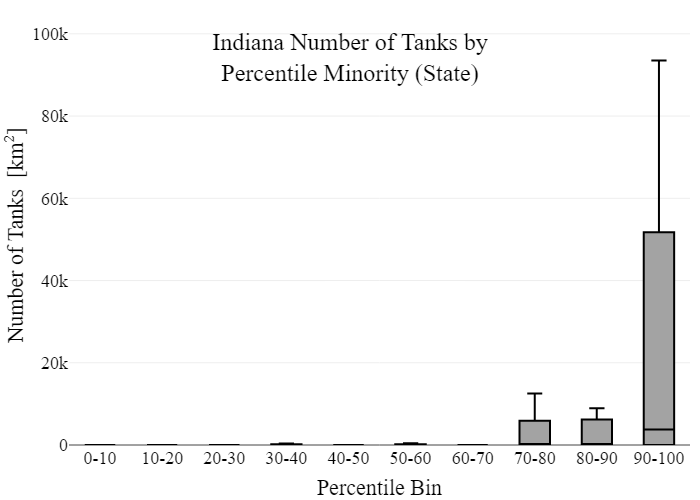 Indiana Number of Tanks by
Percentile Minority (State)
Number of Tanks [km²]
100k
80k
60k
40k
20k
0
0-10 10-20 20-30 30-40 40-50 50-60 60-70 70-80 80-90 90-100
Percentile Bin